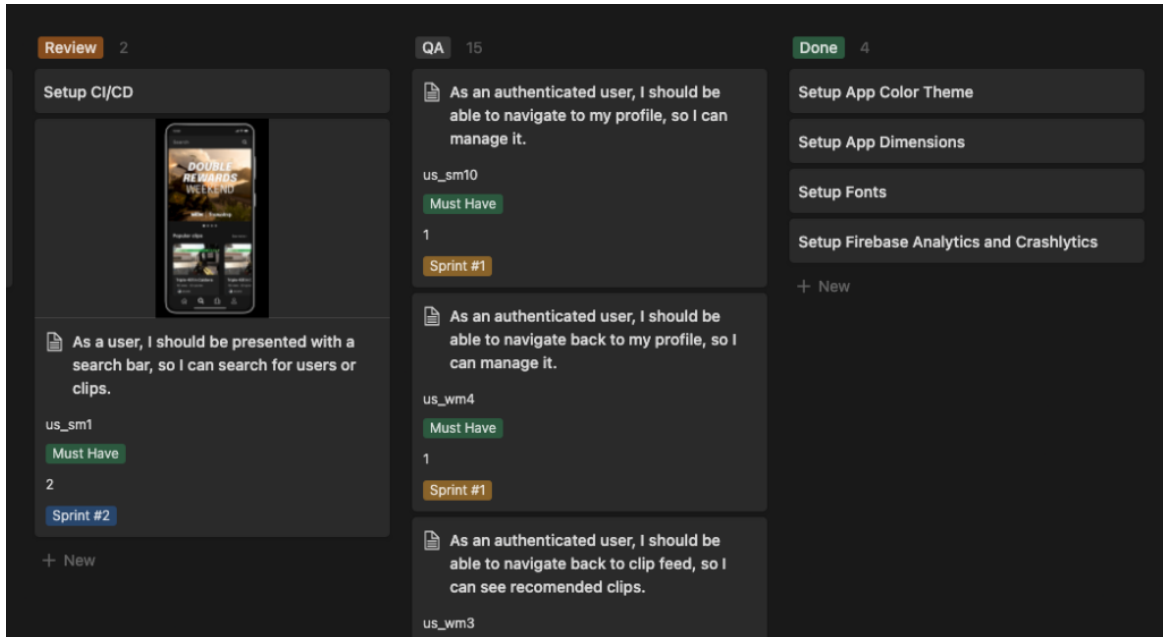 Review 2
Setup CI/CD
Search
DOUBLE
REWARDS
WEEKEND
Popular clips
As a user, I should be presented with a
search bar, so I can search for users or
clips.
us_sm1
Must Have
2
Sprint #2
+ New
QA 15
As an authenticated user, I should be
able to navigate to my profile, so I can
manage it.
us_sm10
Must Have
1
Sprint #1
As an authenticated user, I should be
able to navigate back to my profile, so I
can manage it.
us_wm4
Must Have
1
Sprint #1
As an authenticated user, I should be
able to navigate back to clip feed, so I
can see recomended clips.
us_wm3
Done 4
Setup App Color Theme
Setup App Dimensions
Setup Fonts
Setup Firebase Analytics and Crashlytics
+ New